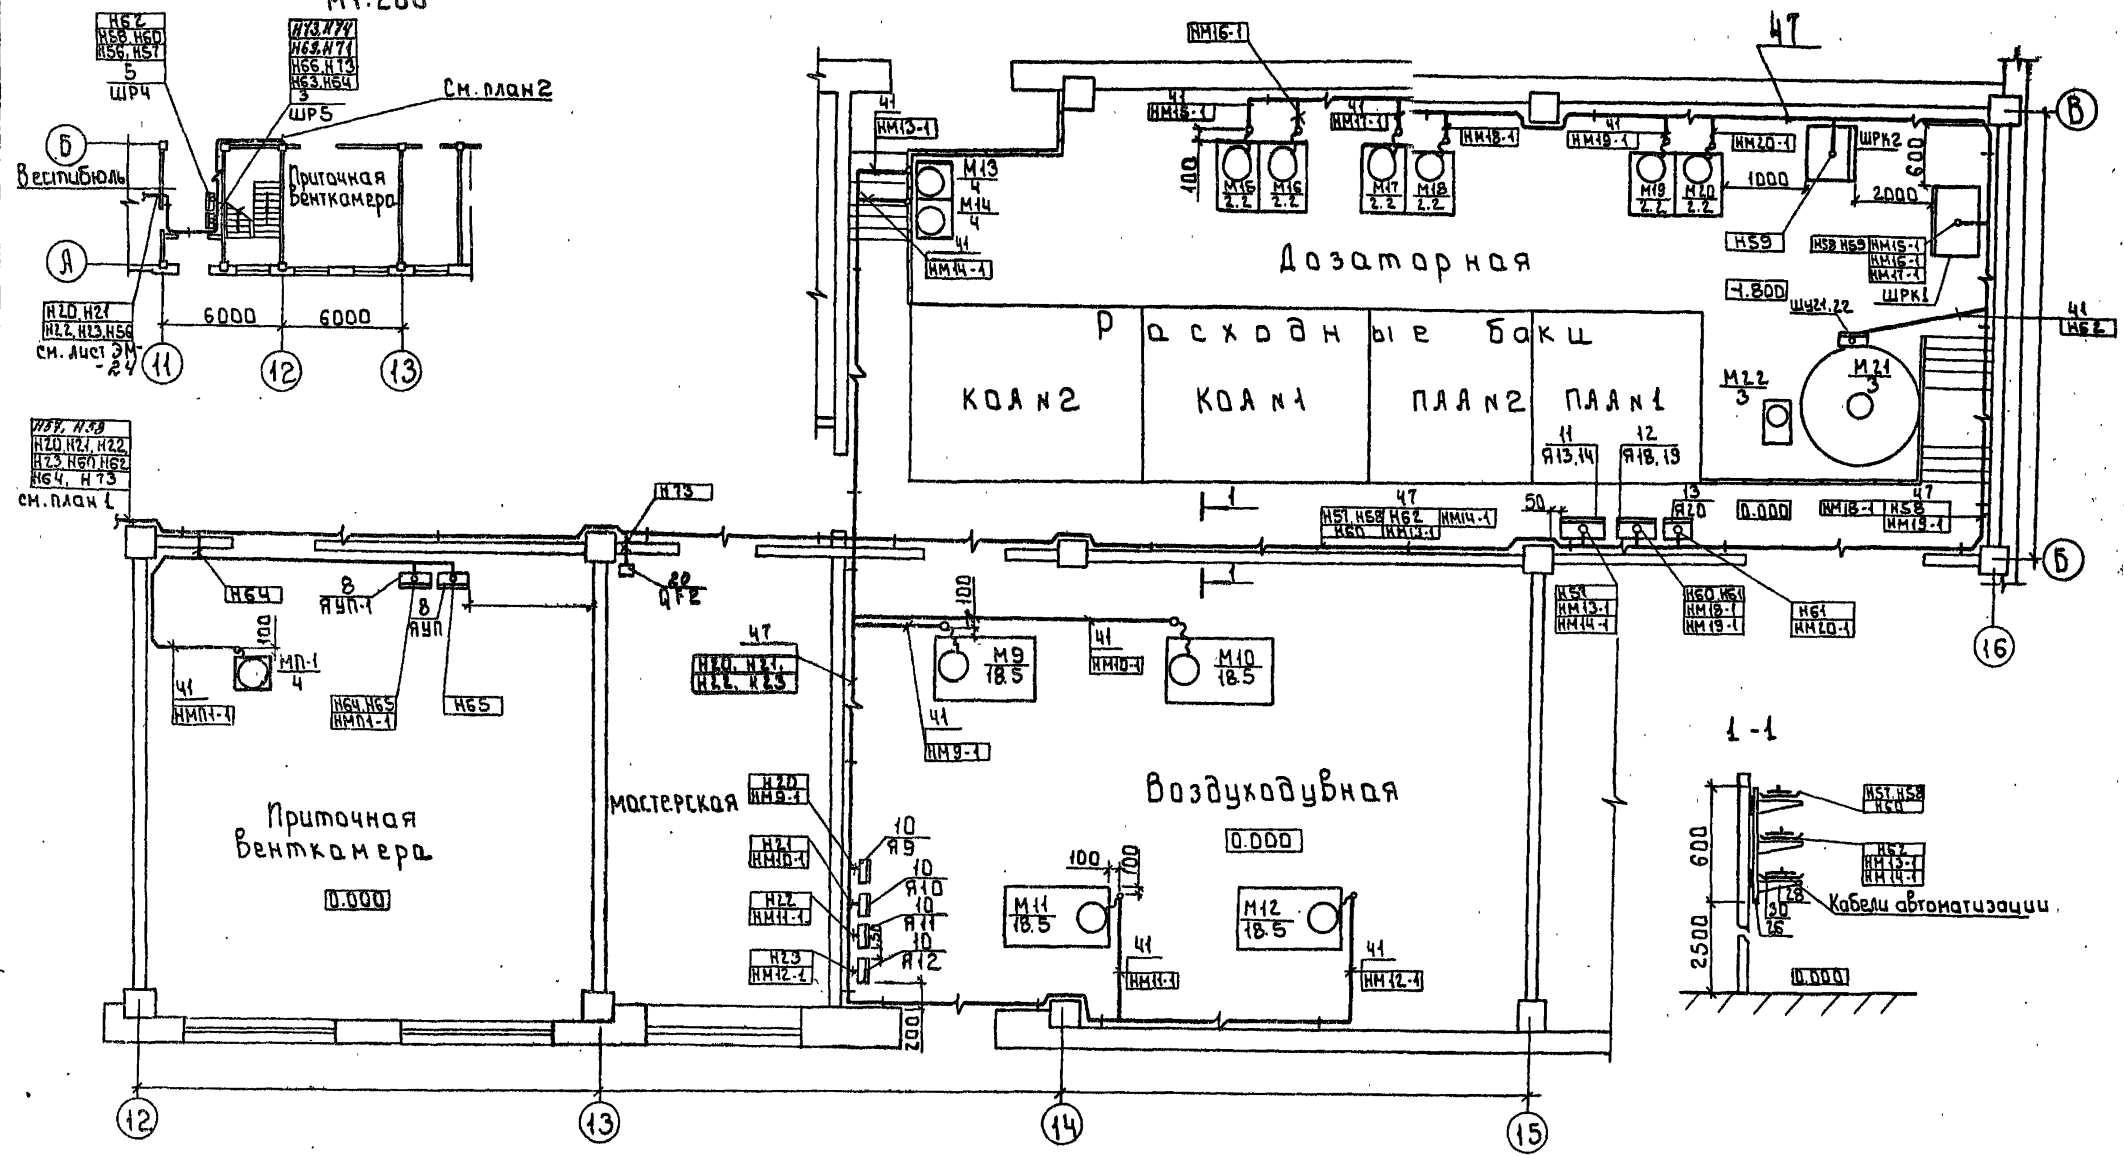 М1:200
Н62
Н58, Н60
Н56, Н57
5
ШР4
Н73, Н74
Н69, Н71
Н66, Н73
Н63, Н64
3
ШР5
См. план 2
Б
Вестибюль
Приточная
венткамера
А
Н20, Н21
Н22, Н23, Н56
см. лист ЭМ-
-24
6000
6000
11
12
13
НМ16-1
47
41
НМ13-1
41
НМ15-1
41
НМ17-1
НМ18-1
41
НМ19-1
НМ20-1
ШРК2
600
В
М13
4
М14
4
41
НМ14-1
100
М15
2.2
М16
2.2
М17
2.2
М18
2.2
М19
2.2
М20
2.2
1000
2000
Н59
Н58 Н59 НМ15-1
НМ16-1
НМ17-1
Дозаторная
-1.800
ШРК1
ШУ21,22
41
Н62
Расходные баки
КОА N2
КОА N1
ПАА N2
ПАА N1
М22
3
М21
3
11
Я13,14
12
Я18,19
13
Я20
Н57, Н58
Н20, Н21, Н22,
Н23, Н60, Н62
Н64, Н73
см. план 1
Н73
1
47
Н57, Н58 Н62 НМ14-1
Н60 НМ13-1
50
0.000
47
НМ18-1 Н58
НМ19-1
Б
1
Н64
8
ЯУП-1
8
ЯУП
20
QF2
100
МП-1
4
41
НМП1-1
Н64, Н65
НМП1-1
Н65
47
Н20, Н21,
Н22, Н23
100
М9
18.5
41
НМ10-1
М10
18.5
41
НМ9-1
Н57
НМ13-1
НМ14-1
Н60, Н61
НМ18-1
НМ19-1
Н61
НМ20-1
16
1-1
Приточная
венткамера
0.000
мастерская
Н20
НМ9-1
10
Я9
Н21
НМ10-1
10
Я10
Н22
НМ11-1
10
Я11
150
Н23
НМ12-1
10
Я12
200
Воздуходувная
0.000
100
100
М11
18.5
41
НМ11-1
М12
18.5
41
НМ12-1
600
2500
Н57, Н58
Н60
Н62
НМ13-1
НМ14-1
28
30
26
Кабели автоматизации
0.000
12
13
14
15